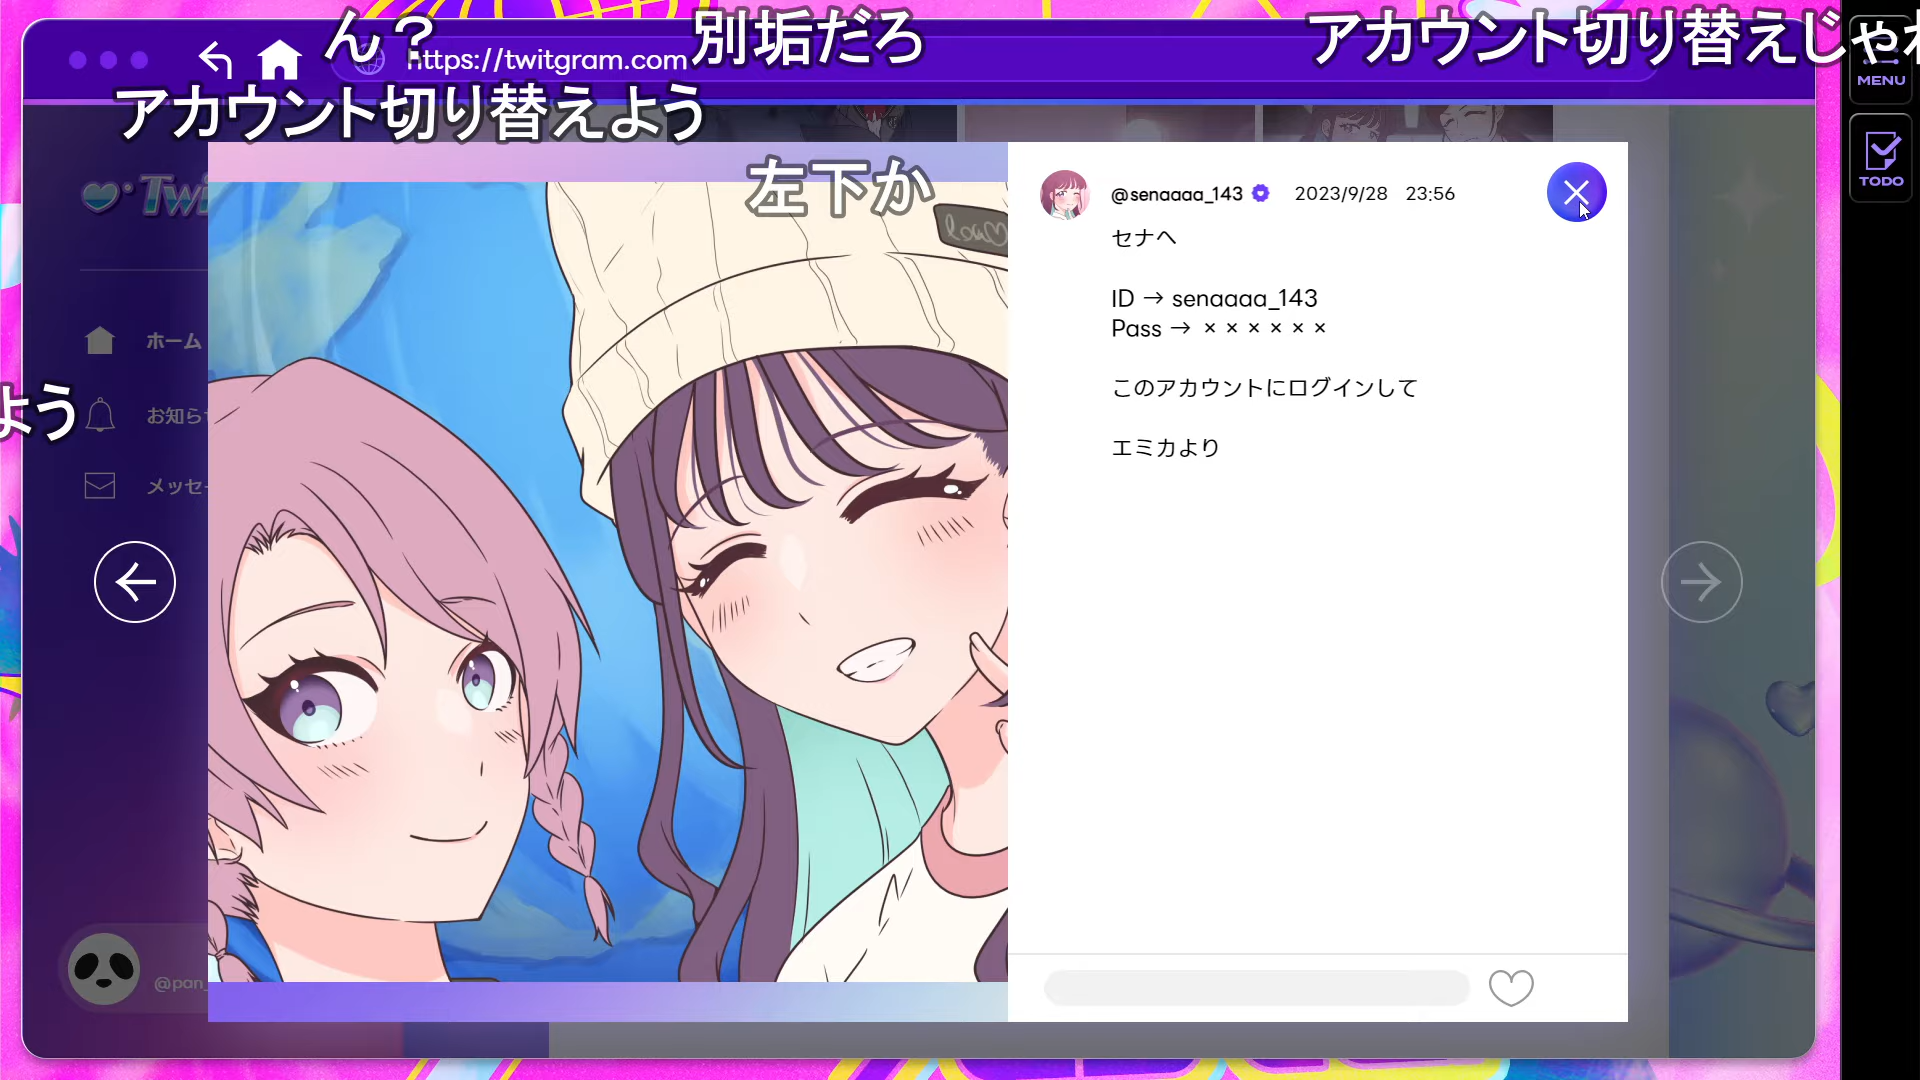 ん？
別垢だろ
アカウント切り替えじゃ
https://twitgram.com
MENU
アカウント切り替えよう
TODO
左下か
Twi
@senaaaa_143 2023/9/28 23:56
セナへ
ID → senaaaa_143
Pass → ××××××
このアカウントにログインして
エミカより
ホーム
よう
お知ら
メッセー
@pan_